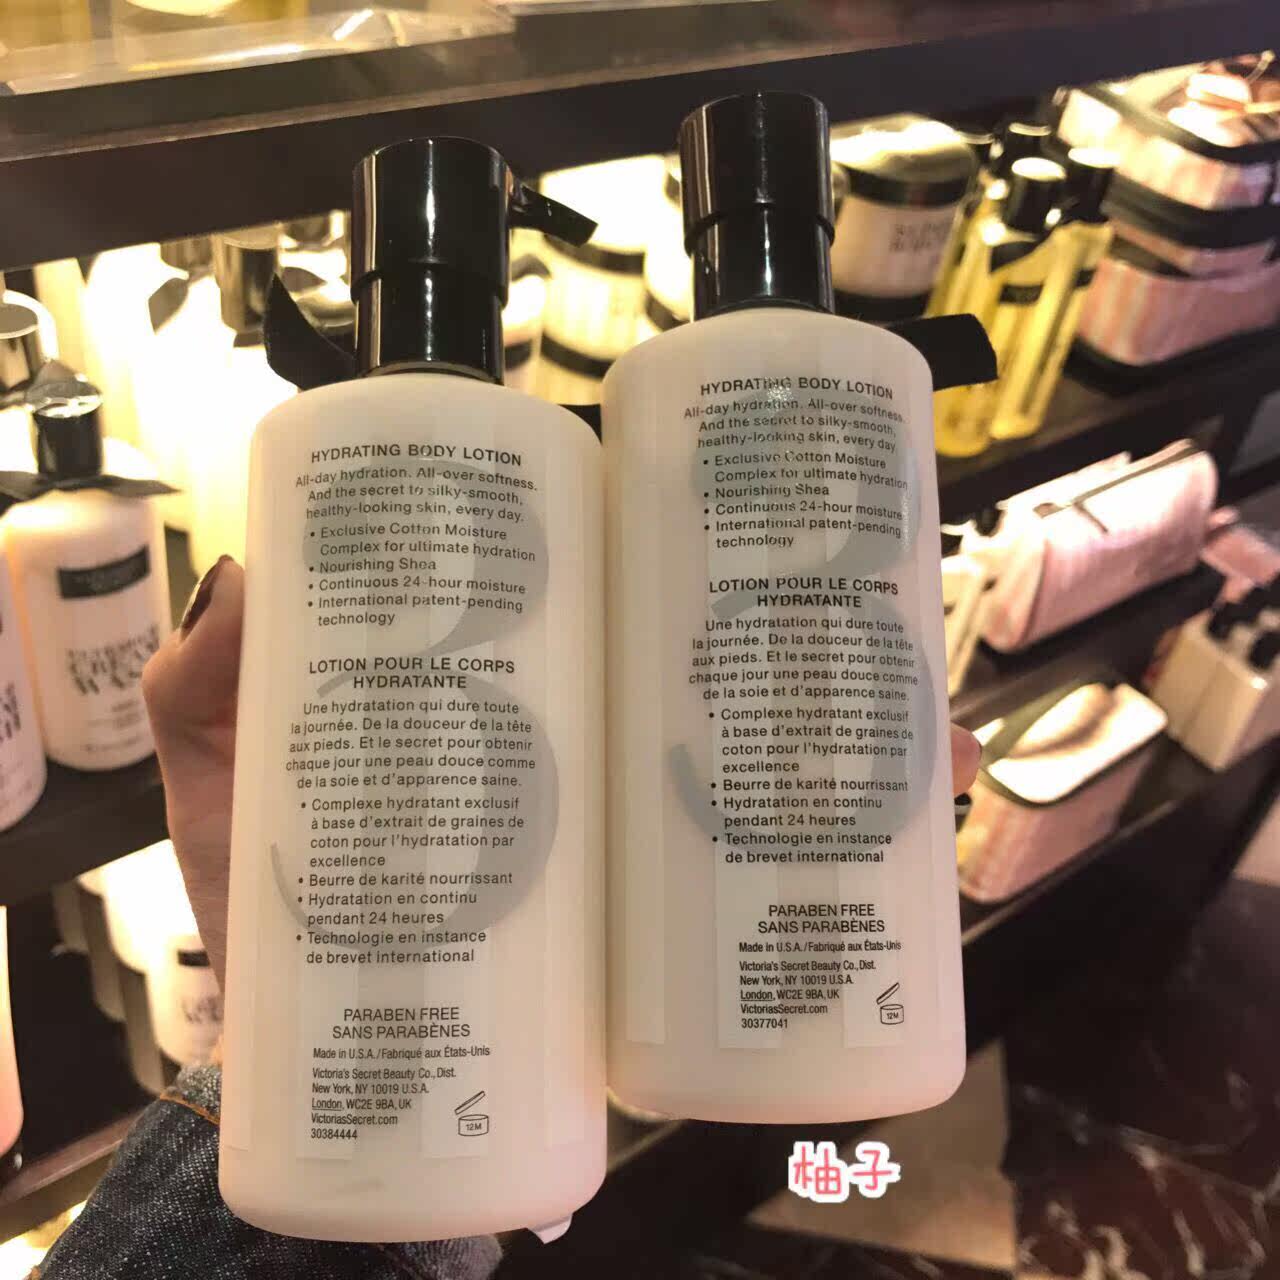 HYDRATING BODY LOTION
All-day hydration. All-over softness.
And the secret to silky-smooth,
healthy-looking skin, every day.
• Exclusive Cotton Moisture
Complex for ultimate hydration
• Nourishing Shea
• Continuous 24-hour moisture
• International patent-pending
technology
LOTION POUR LE CORPS
HYDRATANTE
Une hydratation qui dure toute
la journée. De la douceur de la tête
aux pieds. Et le secret pour obtenir
chaque jour une peau douce comme
de la soie et d'apparence saine.
• Complexe hydratant exclusif
à base d'extrait de graines de
coton pour l'hydratation par
excellence
• Beurre de karité nourrissant
• Hydratation en continu
pendant 24 heures
• Technologie en instance
de brevet international
PARABEN FREE
SANS PARABÈNES
Made in U.S.A./Fabriqué aux États-Unis
Victoria's Secret Beauty Co., Dist.
New York, NY 10019 U.S.A.
London, WC2E 9BA, UK
VictoriasSecret.com
30384444
12M
HYDRATING BODY LOTION
All-day hydration. All-over softness.
And the secret to silky-smooth,
healthy-looking skin, every day
• Exclusive Cotton Moisture
Complex for ultimate hydration
• Nourishing Shea
• Continuous 24-hour moisture
• International patent-pending
technology
LOTION POUR LE CORPS
HYDRATANTE
Une hydratation qui dure toute
la journée. De la douceur de la tête
aux pieds. Et le secret pour obtenir
chaque jour une peau douce comme
de la soie et d'apparence saine.
• Complexe hydratant exclusif
à base d'extrait de graines de
coton pour l'hydratation par
excellence
• Beurre de karité nourrissant
• Hydratation en continu
pendant 24 heures
• Technologie en instance
de brevet international
PARABEN FREE
SANS PARABÈNES
Made in U.S.A./Fabriqué aux États-Unis
Victoria's Secret Beauty Co., Dist.
New York, NY 10019 U.S.A.
London, WC2E 9BA, UK
VictoriasSecret.com
30377041
12M
CREAM
WASH
柚子